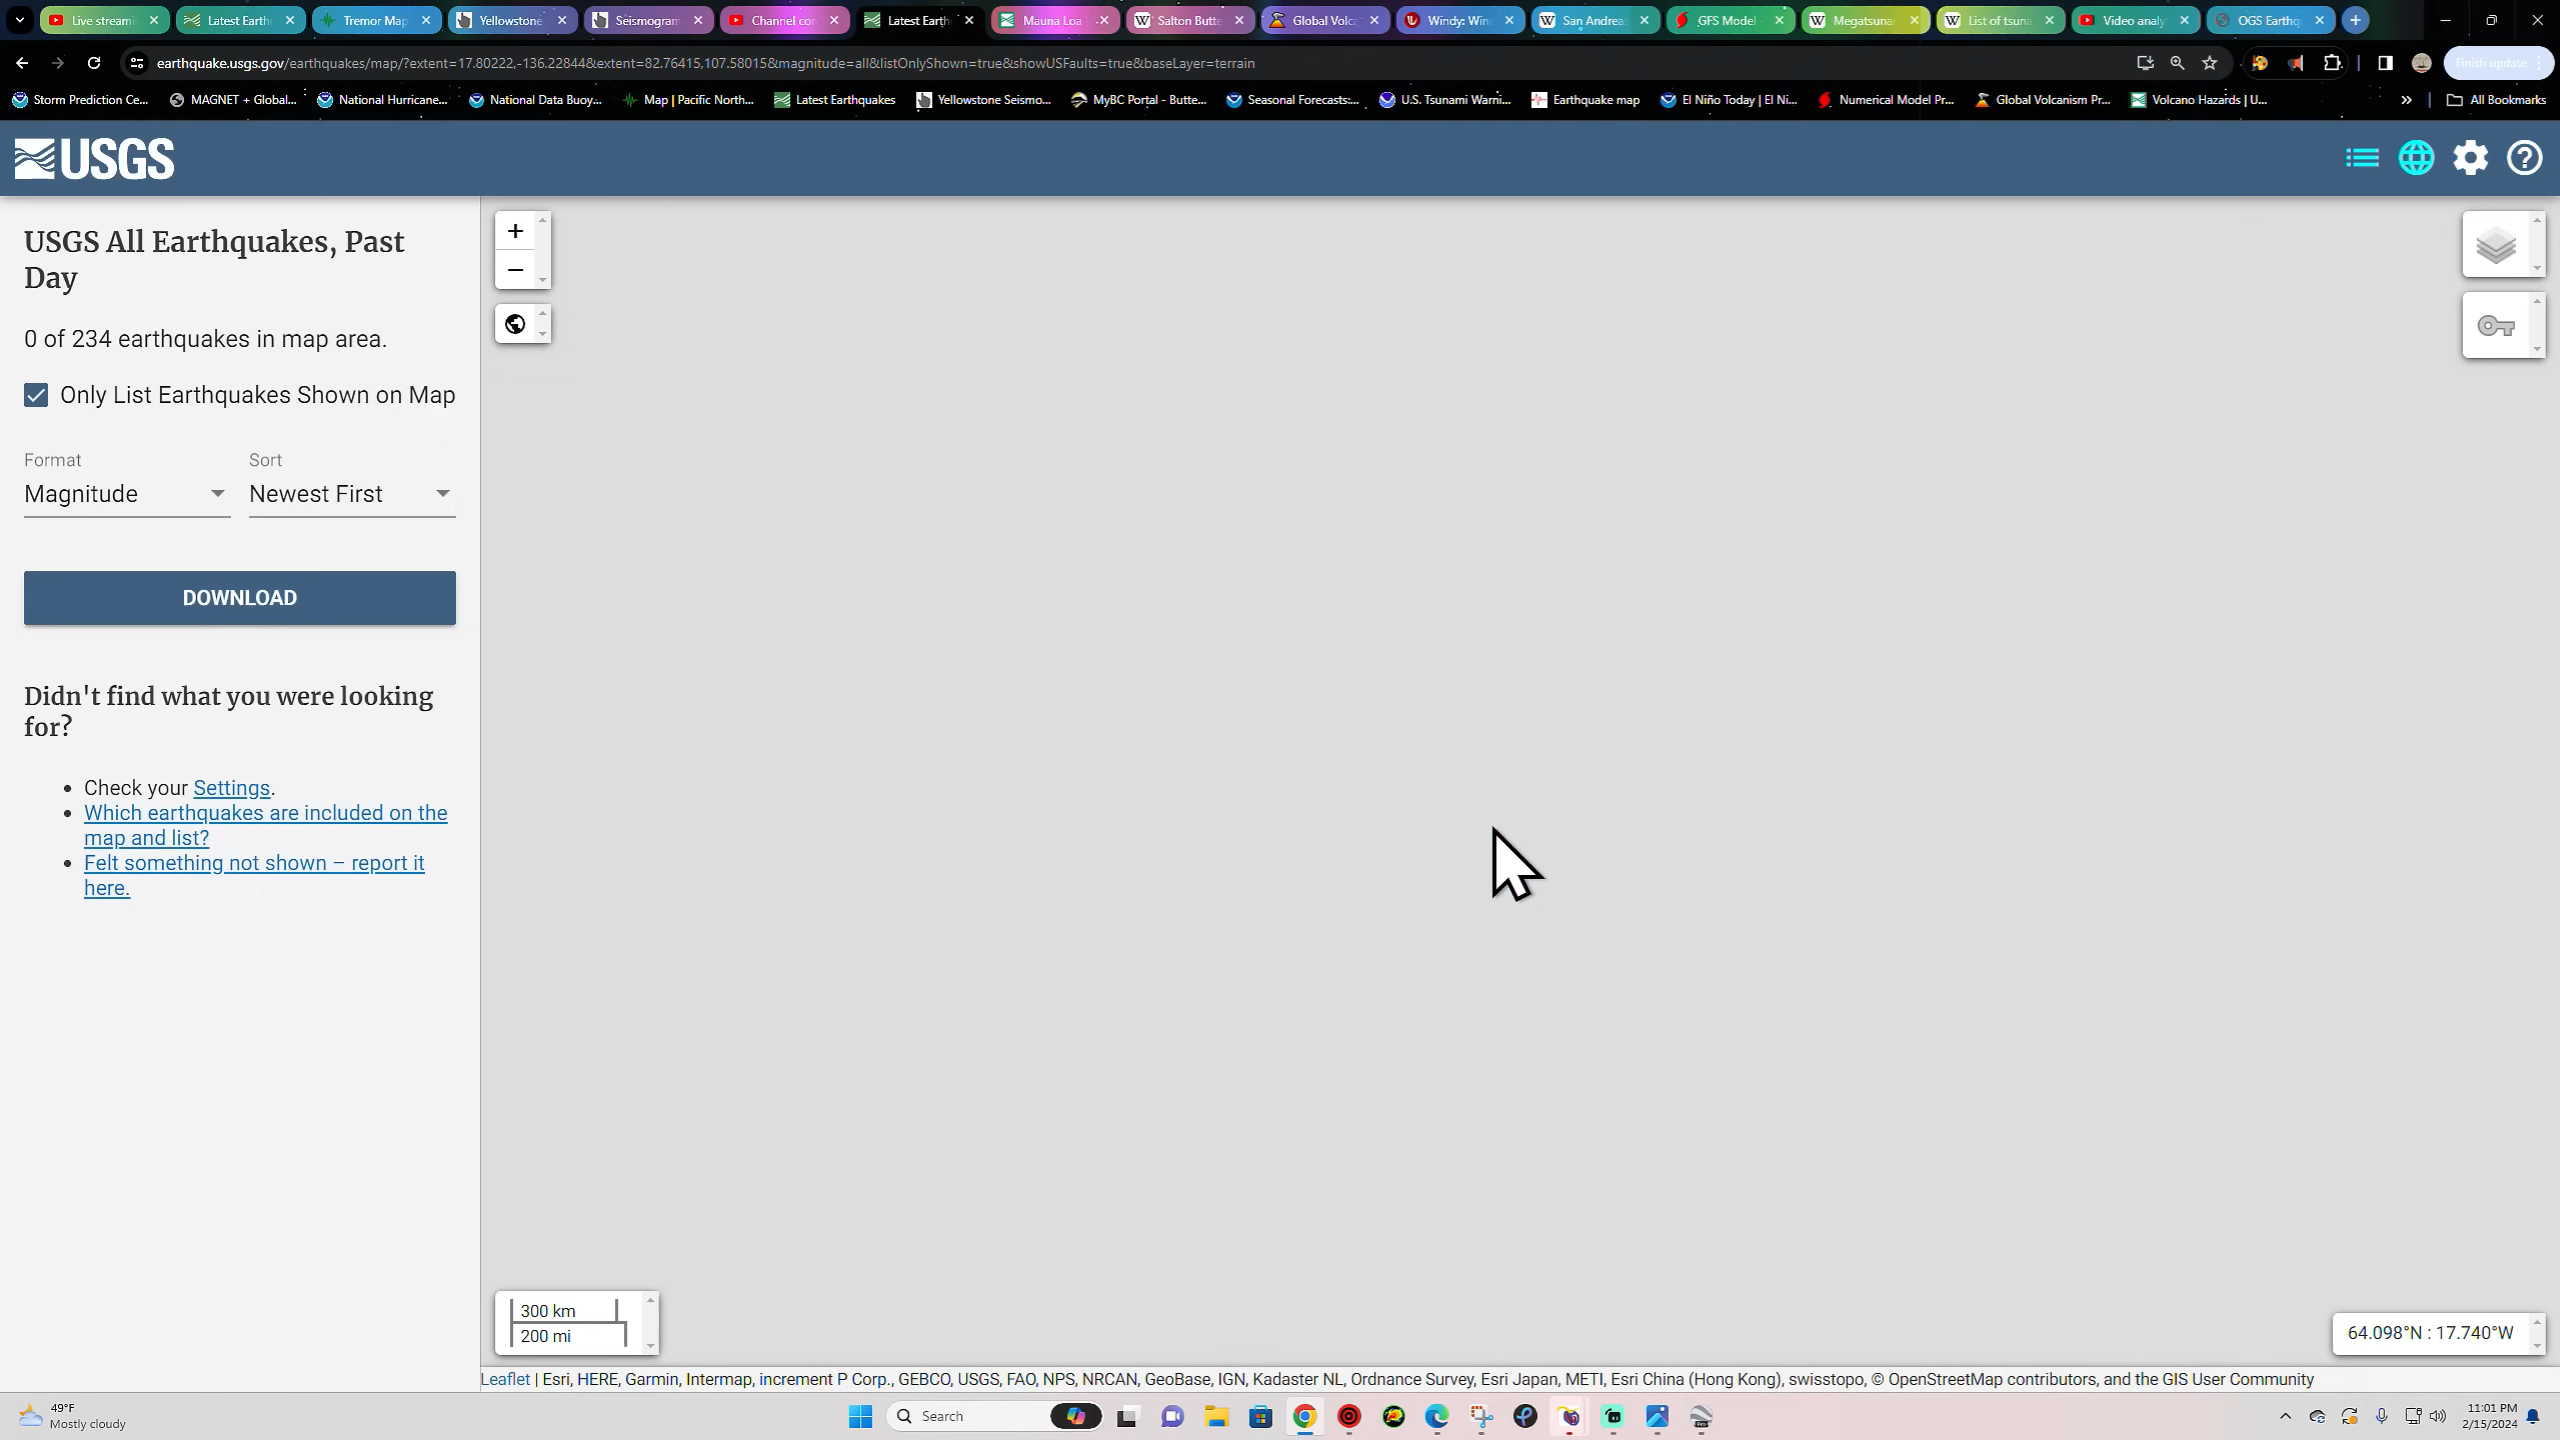 Live streami
Latest Earth
Tremor Map
Yellowstone
Seismogram
Channel con
Latest Earth
Mauna Loa
Salton Butte
Global Volca
Windy: Win
San Andreas
GFS Model
Megatsunar
List of tsuna
Video analy
OGS Earthq
earthquake.usgs.gov/earthquakes/map/?extent=17.80222,-136.22844&extent=82.76415,107.58015&magnitude=all&listOnlyShown=true&showUSFaults=true&baseLayer=terrain
Finish update
Storm Prediction Ce...
MAGNET + Global...
National Hurricane...
National Data Buoy...
Map | Pacific North...
Latest Earthquakes
Yellowstone Seismo...
MyBC Portal - Butte...
Seasonal Forecasts:...
U.S. Tsunami Warni...
Earthquake map
El Niño Today | El Ni...
Numerical Model Pr...
Global Volcanism Pr...
Volcano Hazards | U...
All Bookmarks
USGS
USGS All Earthquakes, Past
Day
0 of 234 earthquakes in map area.
Only List Earthquakes Shown on Map
Format
Sort
Magnitude
Newest First
DOWNLOAD
Didn't find what you were looking
for?
Check your Settings.
Which earthquakes are included on the
map and list?
Felt something not shown – report it
here.
300 km
200 mi
64.098°N : 17.740°W
Leaflet | Esri, HERE, Garmin, Intermap, increment P Corp., GEBCO, USGS, FAO, NPS, NRCAN, GeoBase, IGN, Kadaster NL, Ordnance Survey, Esri Japan, METI, Esri China (Hong Kong), swisstopo, © OpenStreetMap contributors, and the GIS User Community
49°F
Mostly cloudy
Search
11:01 PM
2/15/2024